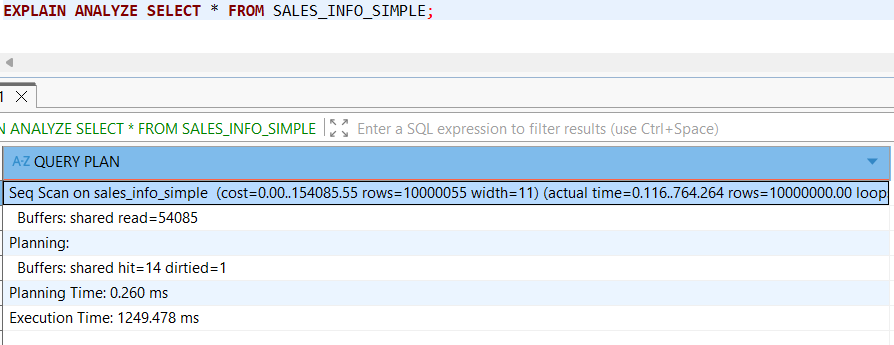 EXPLAIN ANALYZE SELECT * FROM SALES_INFO_SIMPLE;
1
N ANALYZE SELECT * FROM SALES_INFO_SIMPLE Enter a SQL expression to filter results (use Ctrl+Space)
A-Z QUERY PLAN
Seq Scan on sales_info_simple (cost=0.00..154085.55 rows=10000055 width=11) (actual time=0.116..764.264 rows=10000000.00 loop
Buffers: shared read=54085
Planning:
Buffers: shared hit=14 dirtied=1
Planning Time: 0.260 ms
Execution Time: 1249.478 ms